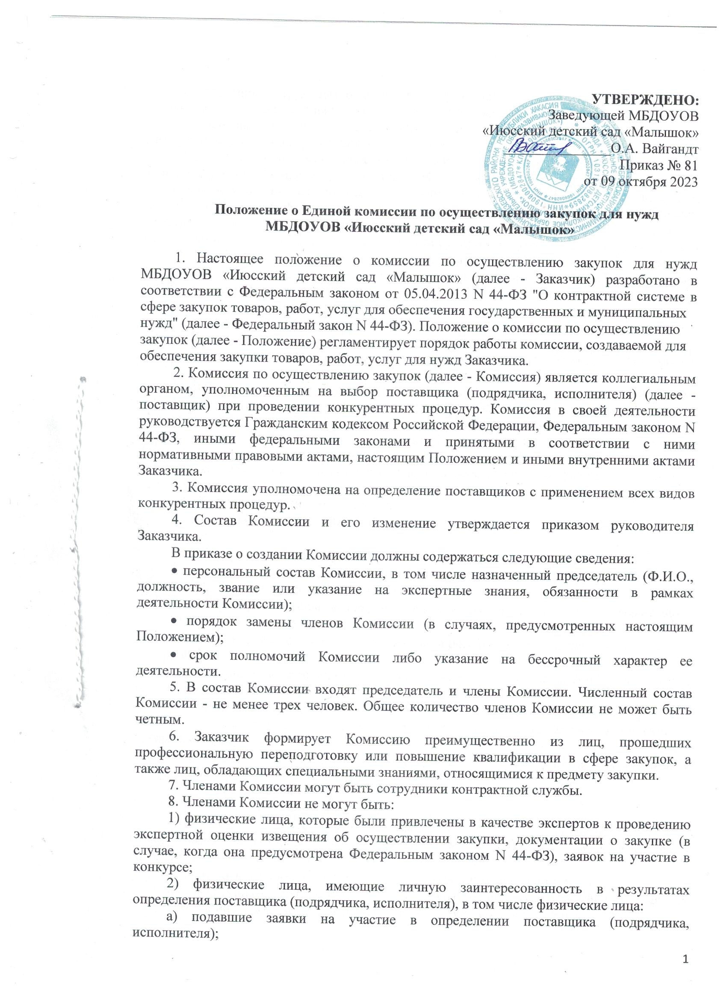 УТВЕРЖДЕНО:
Заведующей МБДОУОВ
«Июсский детский сад «Малышок»
О.А. Вайгандт
Приказ № 81
от 09 октября 2023
Положение о Единой комиссии по осуществлению закупок для нужд
МБДОУОВ «Июсский детский сад «Малышок»
1. Настоящее положение о комиссии по осуществлению закупок для нужд
МБДОУОВ «Июсский детский сад «Малышок» (далее - Заказчик) разработано в
соответствии с Федеральным законом от 05.04.2013 N 44-ФЗ "О контрактной системе в
сфере закупок товаров, работ, услуг для обеспечения государственных и муниципальных
нужд" (далее - Федеральный закон N 44-ФЗ). Положение о комиссии по осуществлению
закупок (далее - Положение) регламентирует порядок работы комиссии, создаваемой для
обеспечения закупки товаров, работ, услуг для нужд Заказчика.
2. Комиссия по осуществлению закупок (далее - Комиссия) является коллегиальным
органом, уполномоченным на выбор поставщика (подрядчика, исполнителя) (далее -
поставщик) при проведении конкурентных процедур. Комиссия в своей деятельности
руководствуется Гражданским кодексом Российской Федерации, Федеральным законом N
44-ФЗ, иными федеральными законами и принятыми в соответствии с ними
нормативными правовыми актами, настоящим Положением и иными внутренними актами
Заказчика.
3. Комиссия уполномочена на определение поставщиков с применением всех видов
конкурентных процедур.
4. Состав Комиссии и его изменение утверждается приказом руководителя
Заказчика.
В приказе о создании Комиссии должны содержаться следующие сведения:
• персональный состав Комиссии, в том числе назначенный председатель (Ф.И.О.,
должность, звание или указание на экспертные знания, обязанности в рамках
деятельности Комиссии);
• порядок замены членов Комиссии (в случаях, предусмотренных настоящим
Положением);
• срок полномочий Комиссии либо указание на бессрочный характер ее
деятельности.
5. В состав Комиссии входят председатель и члены Комиссии. Численный состав
Комиссии - не менее трех человек. Общее количество членов Комиссии не может быть
четным.
6. Заказчик формирует Комиссию преимущественно из лиц, прошедших
профессиональную переподготовку или повышение квалификации в сфере закупок, а
также лиц, обладающих специальными знаниями, относящимися к предмету закупки.
7. Членами Комиссии могут быть сотрудники контрактной службы.
8. Членами Комиссии не могут быть:
1) физические лица, которые были привлечены в качестве экспертов к проведению
экспертной оценки извещения об осуществлении закупки, документации о закупке (в
случае, когда она предусмотрена Федеральным законом N 44-ФЗ), заявок на участие в
конкурсе;
2) физические лица, имеющие личную заинтересованность в результатах
определения поставщика (подрядчика, исполнителя), в том числе физические лица:
а) подавшие заявки на участие в определении поставщика (подрядчика,
исполнителя);
1